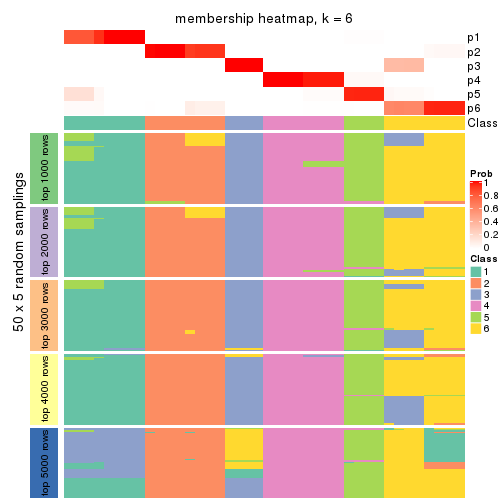 membership heatmap, k = 6
p1
p2
p3
p4
p5
p6
Class
50 x 5 random samplings
top 1000 rows
top 2000 rows
top 3000 rows
top 4000 rows
top 5000 rows
Prob
1
0.8
0.6
0.4
0.2
0
Class
1
2
3
4
5
6